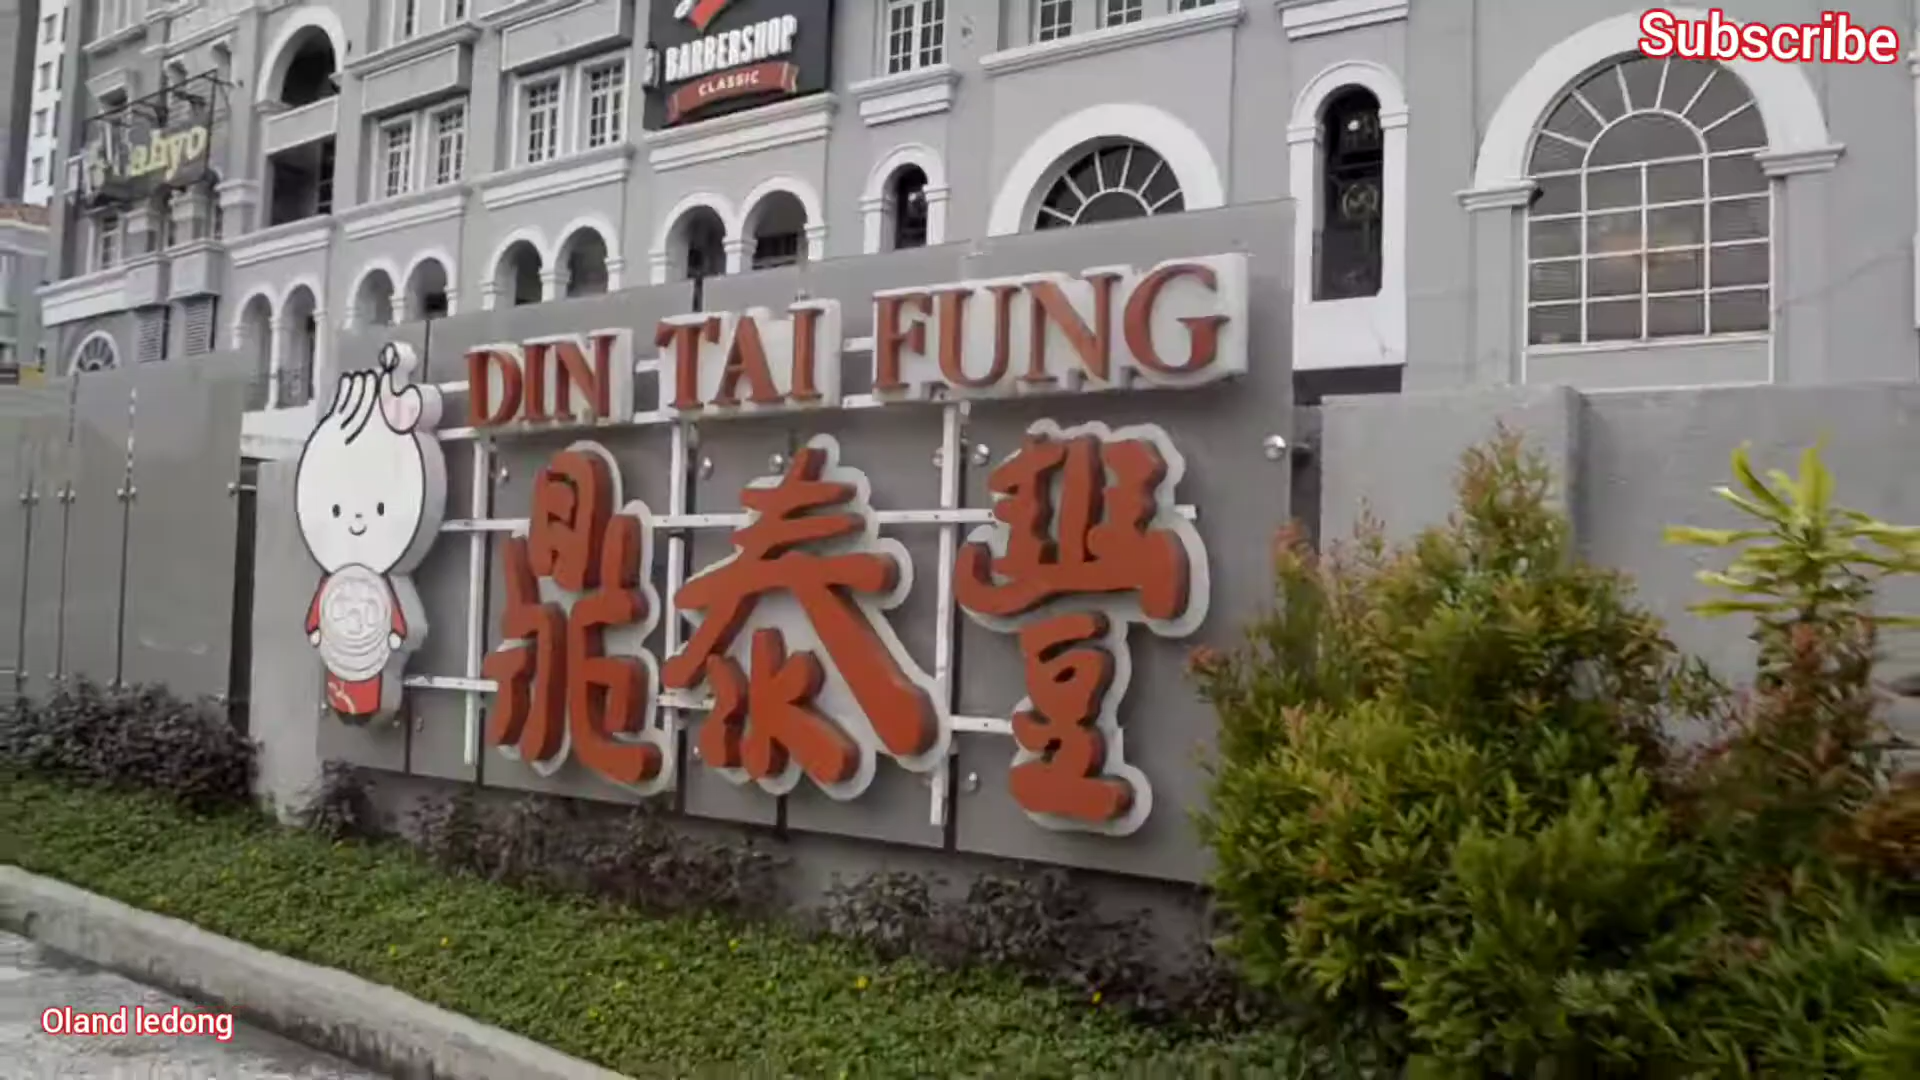 Subscribe
BARBERSHOP
CLASSIC
DIN TAI FUNG
鼎泰豐
Oland ledong